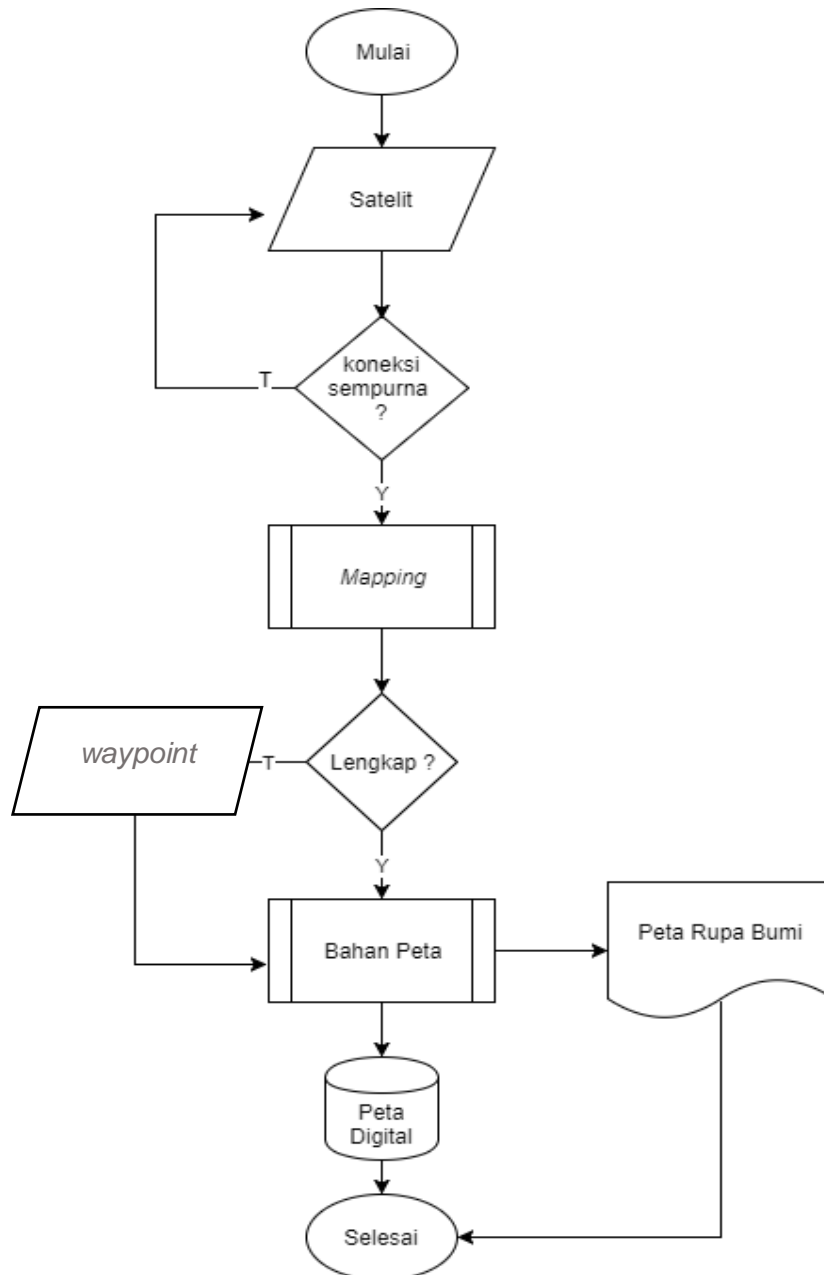 Mulai
Satelit
koneksi
sempurna
?
T
Y
Mapping
waypoint
T
Lengkap ?
Y
Bahan Peta
Peta Rupa Bumi
Peta
Digital
Selesai